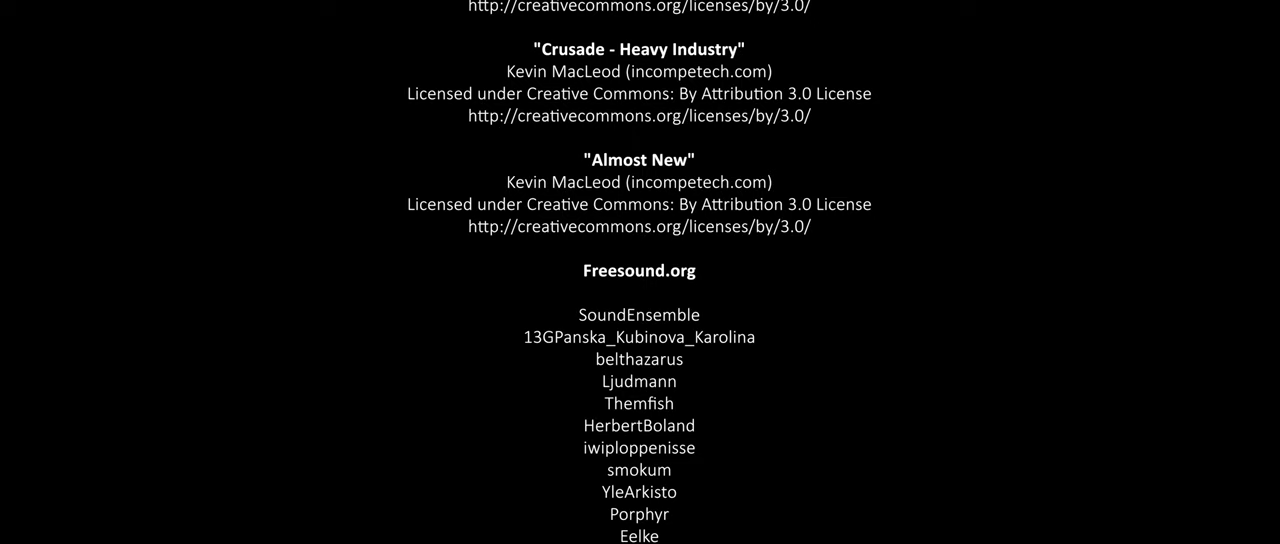 http://creativecommons.org/licenses/by/3.0/
"Crusade - Heavy Industry"
Kevin MacLeod (incompetech.com)
Licensed under Creative Commons: By Attribution 3.0 License
http://creativecommons.org/licenses/by/3.0/
"Almost New"
Kevin MacLeod (incompetech.com)
Licensed under Creative Commons: By Attribution 3.0 License
http://creativecommons.org/licenses/by/3.0/
Freesound.org
SoundEnsemble
13GPanska_Kubinova_Karolina
belthazarus
Ljudmann
Themfish
HerbertBoland
iwiploppenisse
smokum
YleArkisto
Porphyr
Eelke